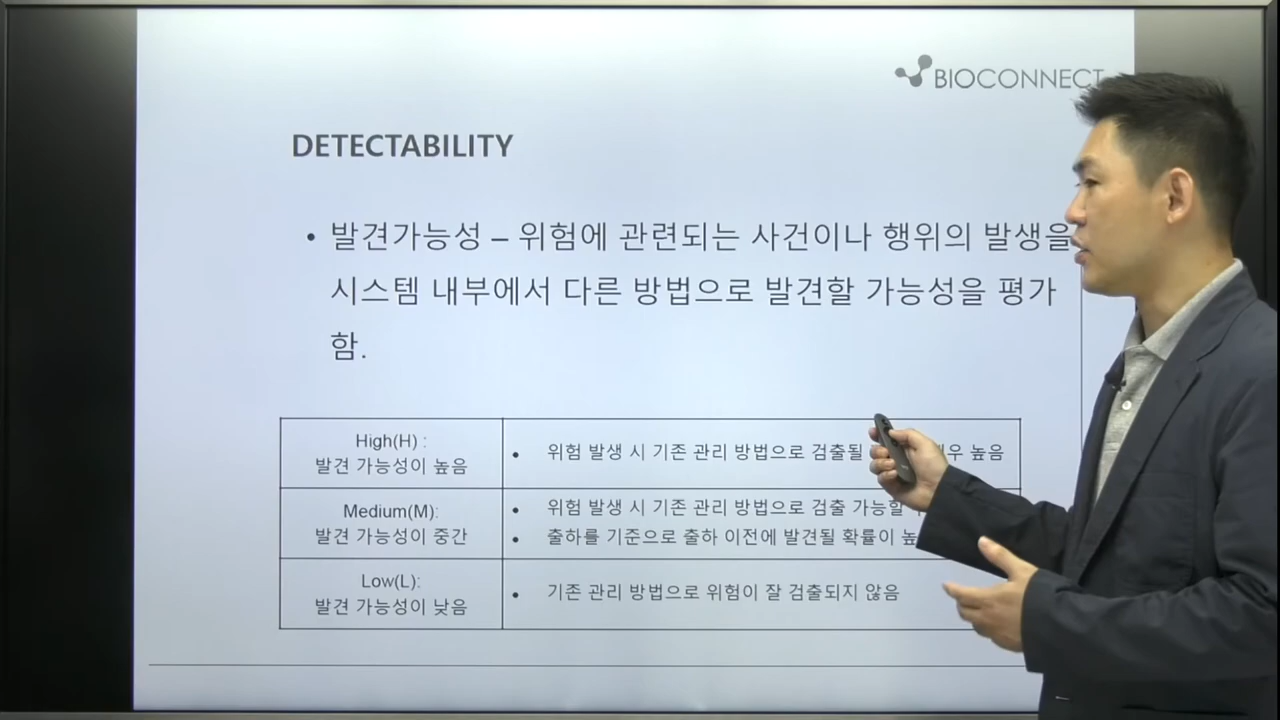 BIOCONNECT
DETECTABILITY
• 발견가능성 – 위험에 관련되는 사건이나 행위의 발생을
시스템 내부에서 다른 방법으로 발견할 가능성을 평가
함.
High(H) :
발견 가능성이 높음
• 위험 발생 시 기존 관리 방법으로 검출될 높음
Medium(M):
발견 가능성이 중간
• 위험 발생 시 기존 관리 방법으로 검출 가능할
• 출하를 기준으로 출하 이전에 발견될 확률이
Low(L):
발견 가능성이 낮음
• 기존 관리 방법으로 위험이 잘 검출되지 않음